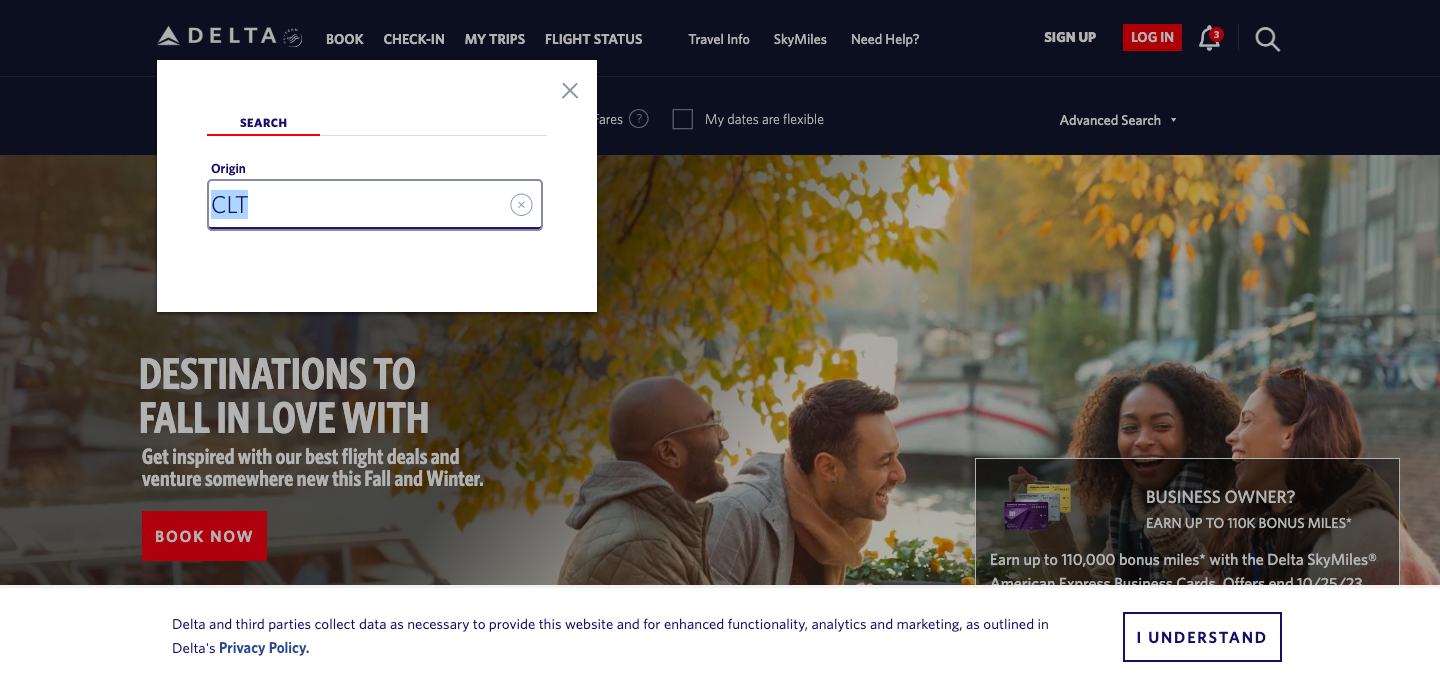 DELTA
BOOK
CHECK-IN
MY TRIPS
FLIGHT STATUS
Travel Info
SkyMiles
Need Help?
SIGN UP
LOG IN
3
SEARCH
Origin
CLT
Fares
?
My dates are flexible
Advanced Search
DESTINATIONS TO
FALL IN LOVE WITH
Get inspired with our best flight deals and
venture somewhere new this Fall and Winter.
BOOK NOW
BUSINESS OWNER?
EARN UP TO 110K BONUS MILES*
Earn up to 110,000 bonus miles* with the Delta SkyMiles®
American Express Business Cards. Offers end 10/25/23.
Delta and third parties collect data as necessary to provide this website and for enhanced functionality, analytics and marketing, as outlined in
Delta's Privacy Policy.
I UNDERSTAND